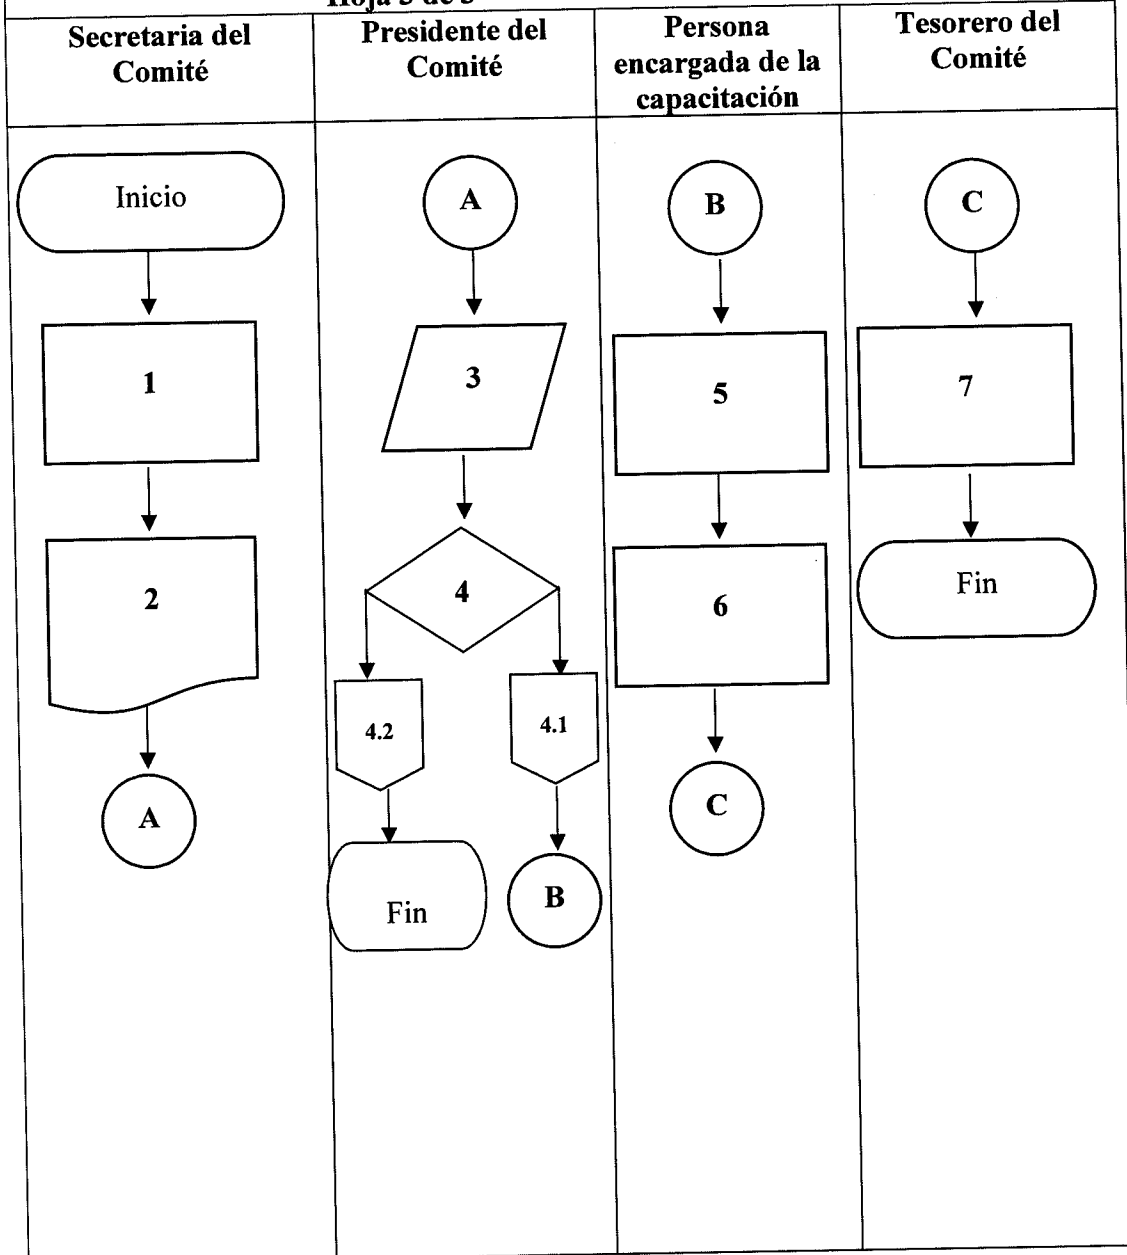 Secretaria del
Comité
Presidente del
Comité
Persona
encargada de la
capacitación
Tesorero del
Comité
Inicio
1
2
A
A
3
4
4.2
4.1
Fin
B
B
5
6
C
C
7
Fin